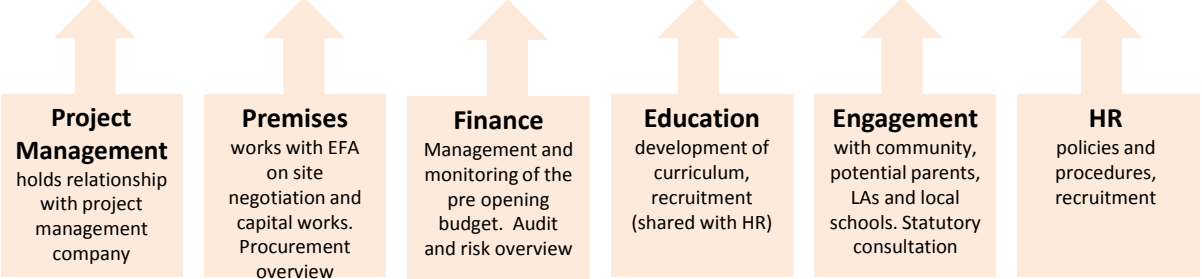 Project
Management
holds relationship
with project
management
company
Premises
works with EFA
on site
negotiation and
capital works.
Procurement
overview
Finance
Management and
monitoring of the
pre opening
budget.  Audit
and risk overview
Education
development of
curriculum,
recruitment
(shared with HR)
Engagement
with community,
potential parents,
LAs and local
schools. Statutory
consultation
HR
policies and
procedures,
recruitment